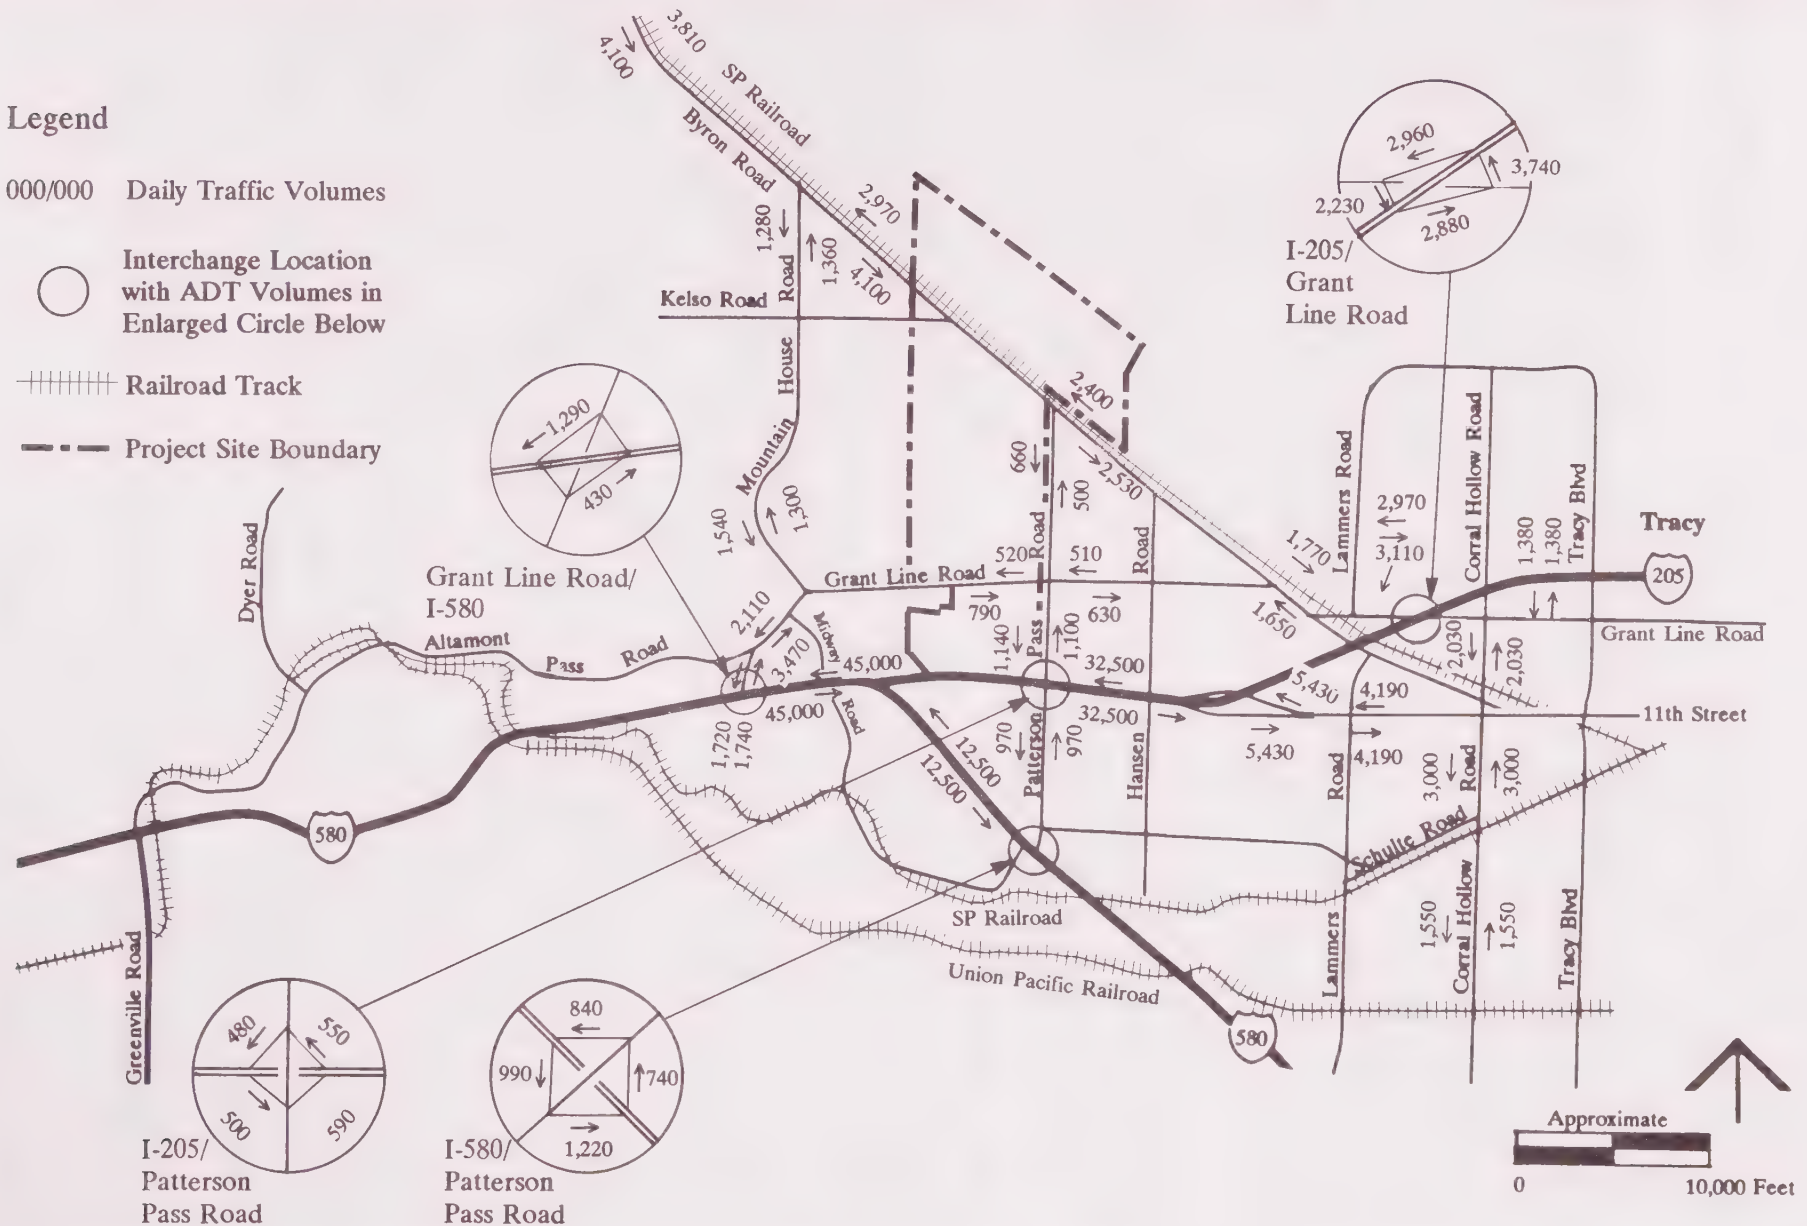 3,810
4,100
SP Railroad
Byron Road
Legend
000/000 Daily Traffic Volumes
Interchange Location
with ADT Volumes in
Enlarged Circle Below
Railroad Track
Project Site Boundary
2,960
3,740
2,230
2,880
I-205/
Grant
Line Road
2,970
4,100
1,280
1,360
Kelso Road
Mountain House Road
1,540
1,300
1,290
430
Grant Line Road/
I-580
2,400
2,530
660
500
520
510
Grant Line Road
790
630
1,140
1,100
1,770
1,650
Lammers Road
2,970
3,110
Corral Hollow Road
1,380
1,380
Tracy Blvd
Tracy
205
Grant Line Road
2,030
2,030
Dyer Road
Altamont Pass Road
2,110
3,470
Midway Road
45,000
45,000
1,720
1,740
32,500
32,500
Patterson Pass Road
970
970
Hansen Road
12,500
12,500
5,430
5,430
4,190
4,190
11th Street
3,000
3,000
Schulte Road
580
SP Railroad
Union Pacific Railroad
580
Lammers Road
1,550
1,550
Corral Hollow Road
Tracy Blvd
Greenville Road
480
550
500
590
I-205/
Patterson
Pass Road
840
990
740
1,220
I-580/
Patterson
Pass Road
Approximate
0 10,000 Feet